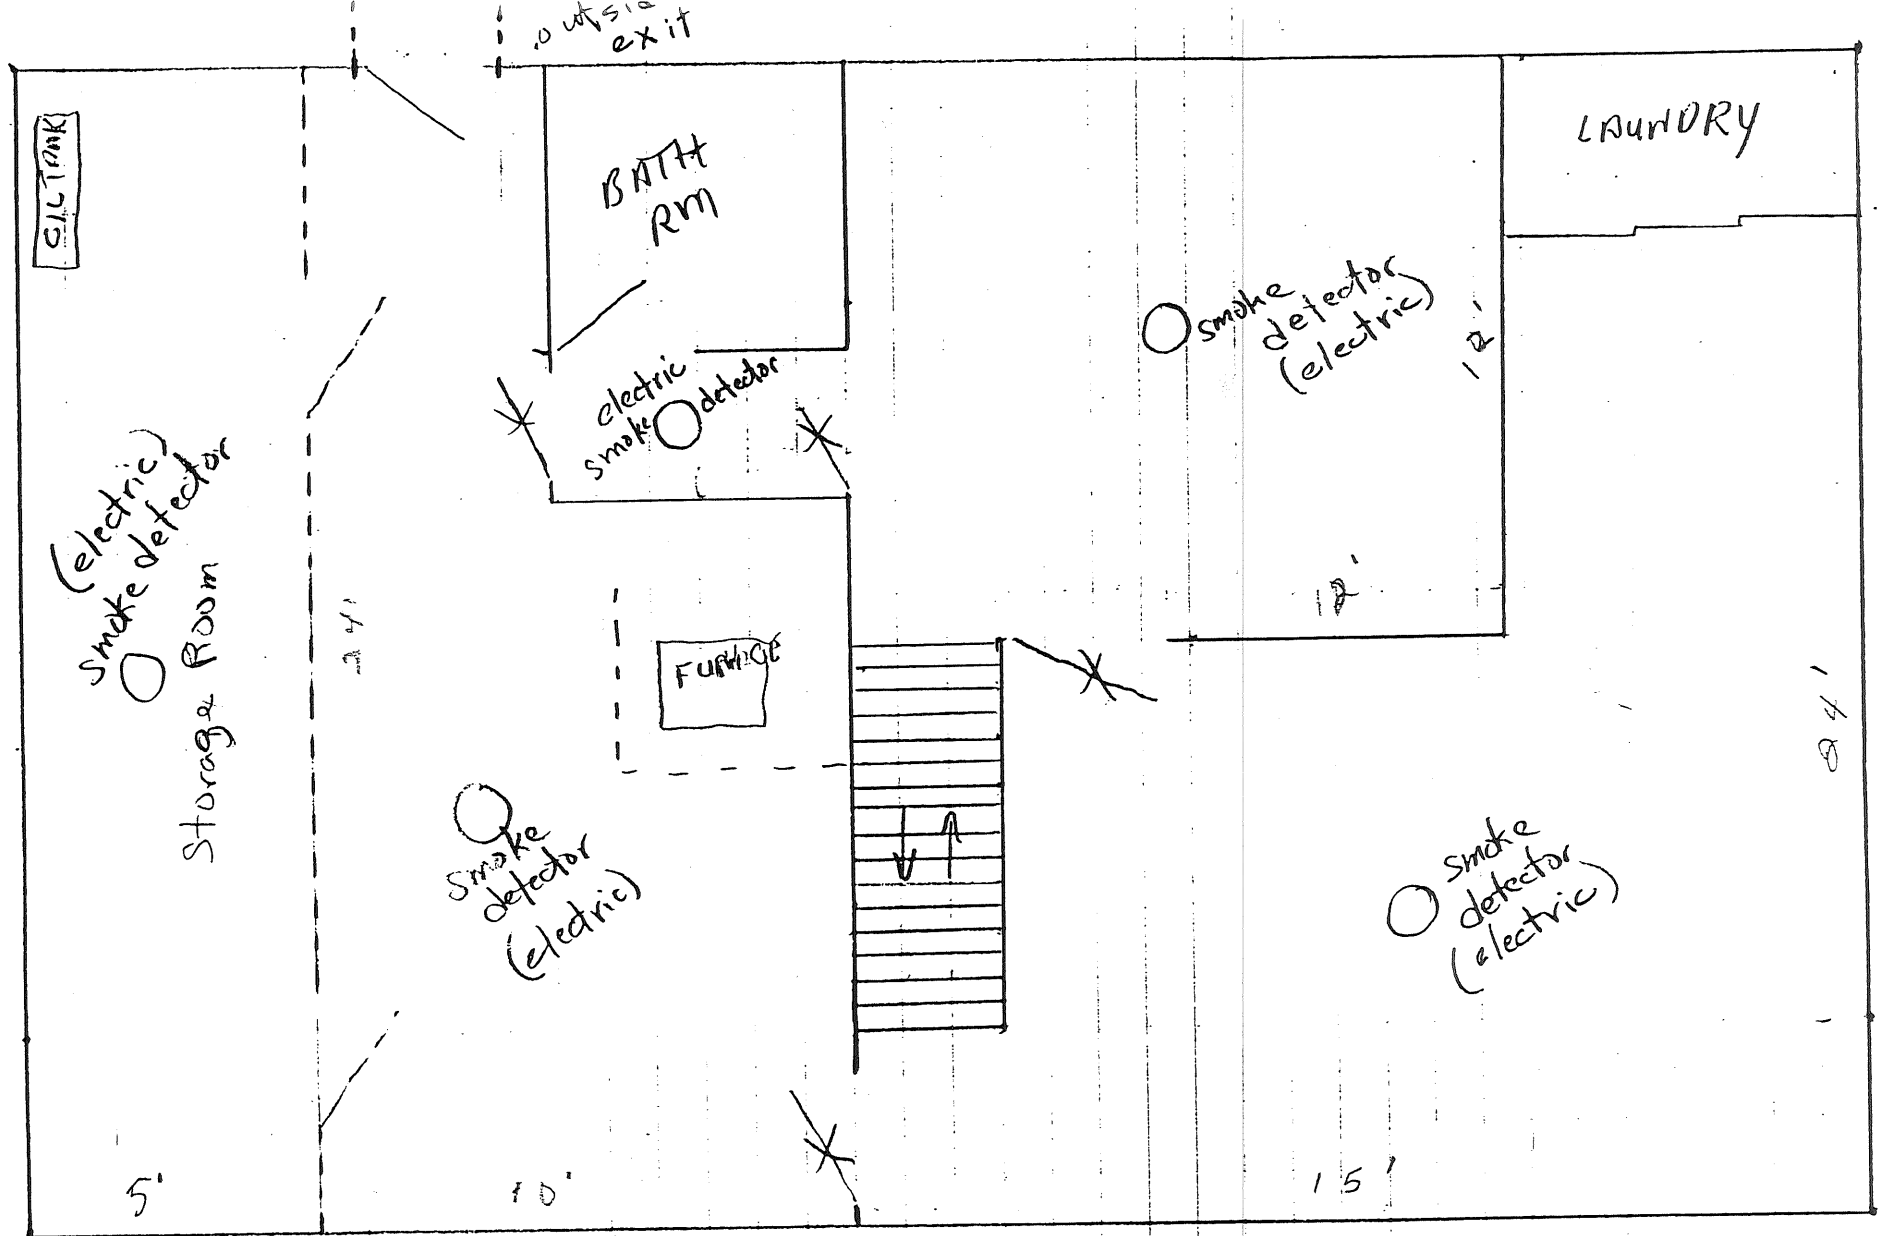 outsid
exit
OIL TANK
BATH
RM
LAUNDRY
smoke
detector
(electric)
12'
electric
smoke detector
(electric)
smoke detector
Storage Room
24'
FURNACE
12'
24'
smoke
detector
(electric)
smoke
detector
(electric)
5'
10'
15'